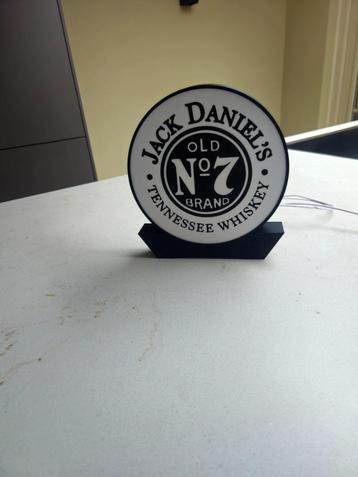 JACK DANIEL'S
OLD
Nº7
BRAND
• TENNESSEE WHISKEY •